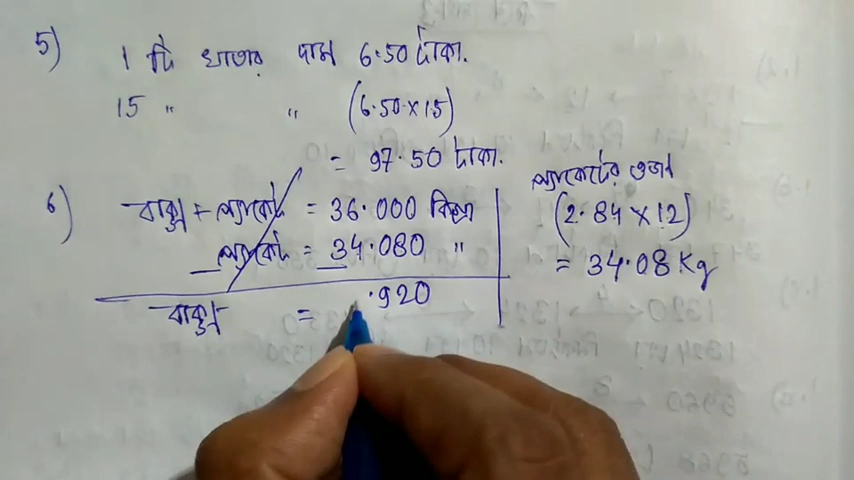 5) 1 টি খাতার দাম 6.50 টাকা.
15 " " (6.50×15)
= 97.50 টাকা.
6) বাক্স + প্যাকেট = 36.000 কিগ্রা
প্যাকেট = 34.080 "
বাক্স = .920
প্যাকেটের ওজন
(2.84 × 12)
= 34.08 Kg